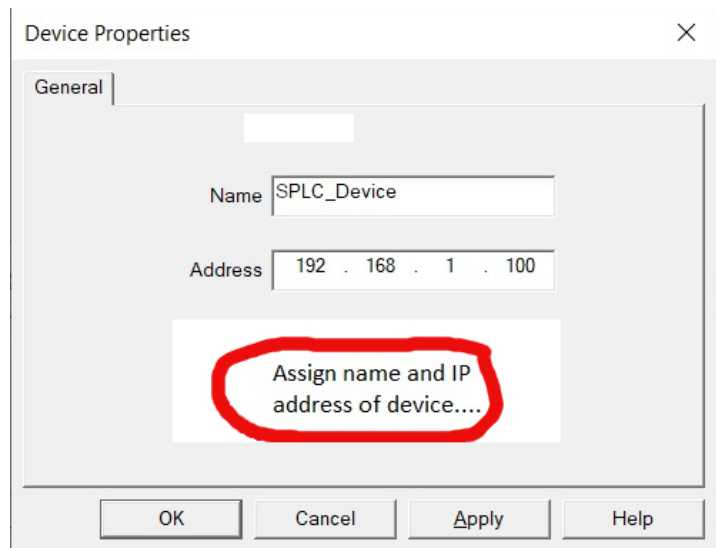 Device Properties
General
Name SPLC_Device
Address 192 . 168 . 1 . 100
Assign name and IP
address of device....
OK Cancel Apply Help